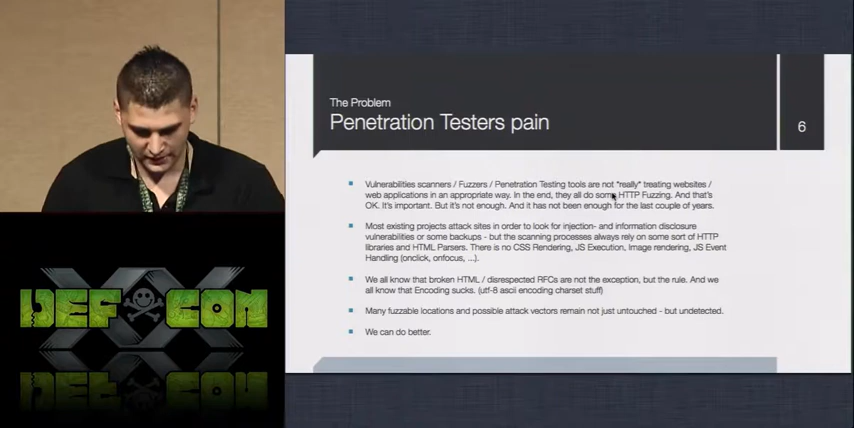 The Problem
Penetration Testers pain
6
Vulnerabilities scanners / Fuzzers / Penetration Testing tools are not "really" treating websites /
web applications in an appropriate way. In the end, they all do some HTTP Fuzzing. And that's
OK. It's important. But it's not enough. And it has not been enough for the last couple of years.
Most existing projects attack sites in order to look for injection- and information disclosure
vulnerabilities or some backups - but the scanning processes always rely on some sort of HTTP
libraries and HTML Parsers. There is no CSS Rendering, JS Execution, Image rendering, JS Event
Handling (onclick, onfocus, ...).
We all know that broken HTML / disrespected RFCs are not the exception, but the rule. And we
all know that Encoding sucks. (utf-8 ascii encoding charset stuff)
Many fuzzable locations and possible attack vectors remain not just untouched - but undetected.
We can do better.
DEF CON
XX